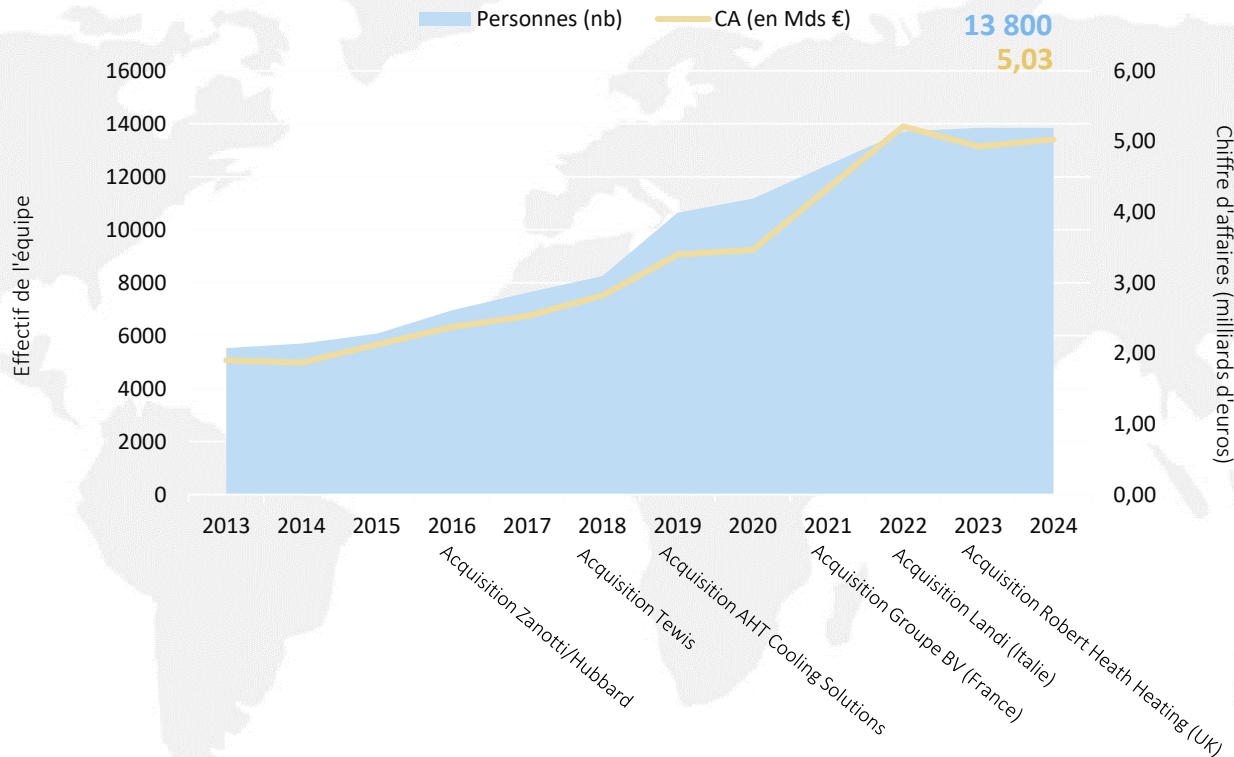 Personnes (nb)
CA (en Mds €)
13 800
5,03
Effectif de l'équipe
16000
14000
12000
10000
8000
6000
4000
2000
0
6,00
5,00
4,00
3,00
2,00
1,00
0,00
Chiffre d'affaires (milliards d'euros)
2013 2014 2015 2016 2017 2018 2019 2020 2021 2022 2023 2024
Acquisition Zanotti/Hubbard
Acquisition Tewis
Acquisition AHT Cooling Solutions
Acquisition Groupe BV (France)
Acquisition Landi (Italie)
Acquisition Robert Heath Heating (UK)